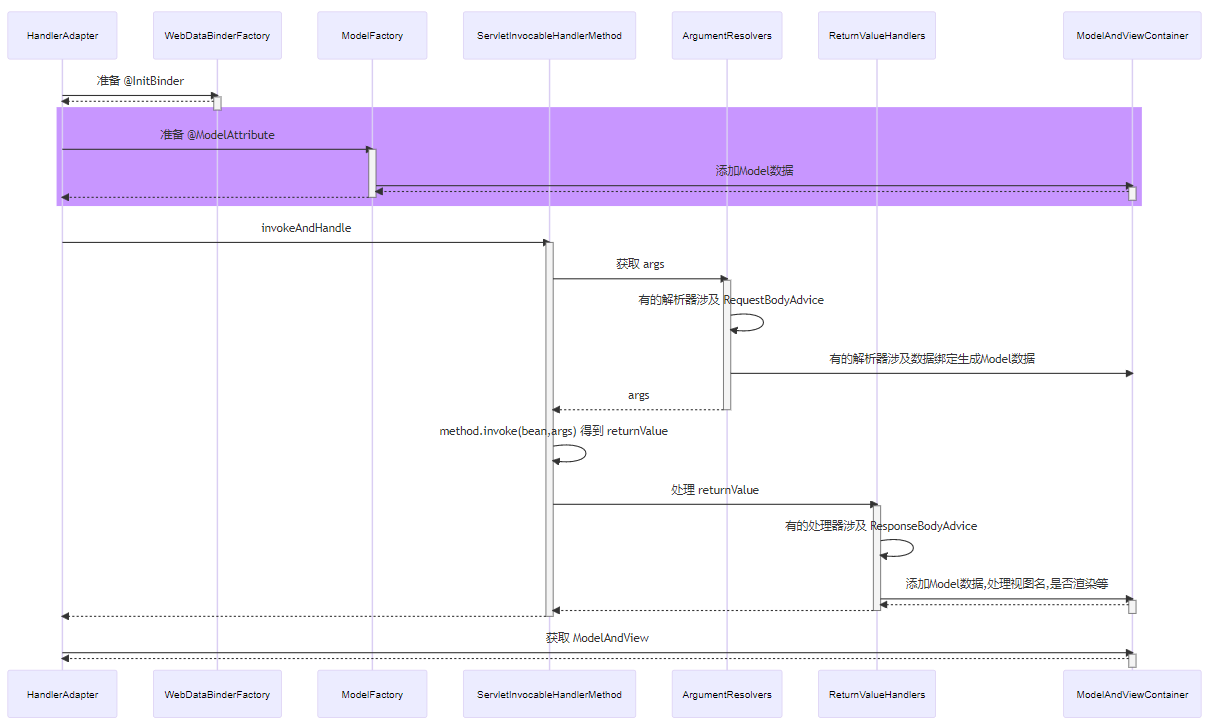 HandlerAdapter
WebDataBinderFactory
ModelFactory
ServletInvocableHandlerMethod
ArgumentResolvers
ReturnValueHandlers
ModelAndViewContainer
准备 @InitBinder
准备 @ModelAttribute
添加Model数据
invokeAndHandle
获取 args
有的解析器涉及 RequestBodyAdvice
有的解析器涉及数据绑定生成Model数据
args
method.invoke(bean,args) 得到 returnValue
处理 returnValue
有的处理器涉及 ResponseBodyAdvice
添加Model数据,处理视图名,是否渲染等
获取 ModelAndView
HandlerAdapter
WebDataBinderFactory
ModelFactory
ServletInvocableHandlerMethod
ArgumentResolvers
ReturnValueHandlers
ModelAndViewContainer